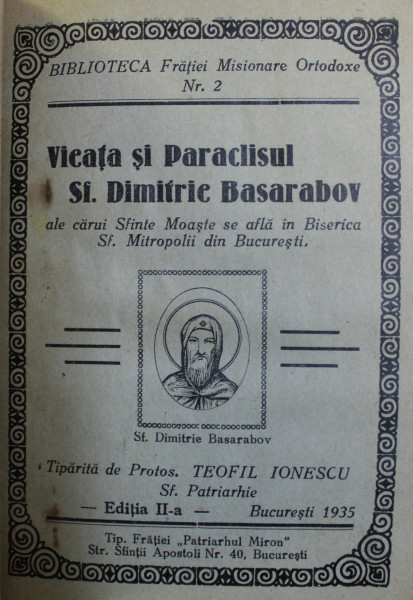 BIBLIOTECA Frăției Misionare Ortodoxe
Nr. 2
Vieața și Paraclisul
Sf. Dimitrie Basarabov
ale cărui Sfinte Moaște se află în Biserica
Sf. Mitropolii din București.
Sf. Dimitrie Basarabov
Tipărită de Protos. TEOFIL IONESCU
Sf. Patriarhie
— Ediția II-a — București 1935
Tip. Frăției „Patriarhul Miron”
Str. Sfinții Apostoli Nr. 40, București